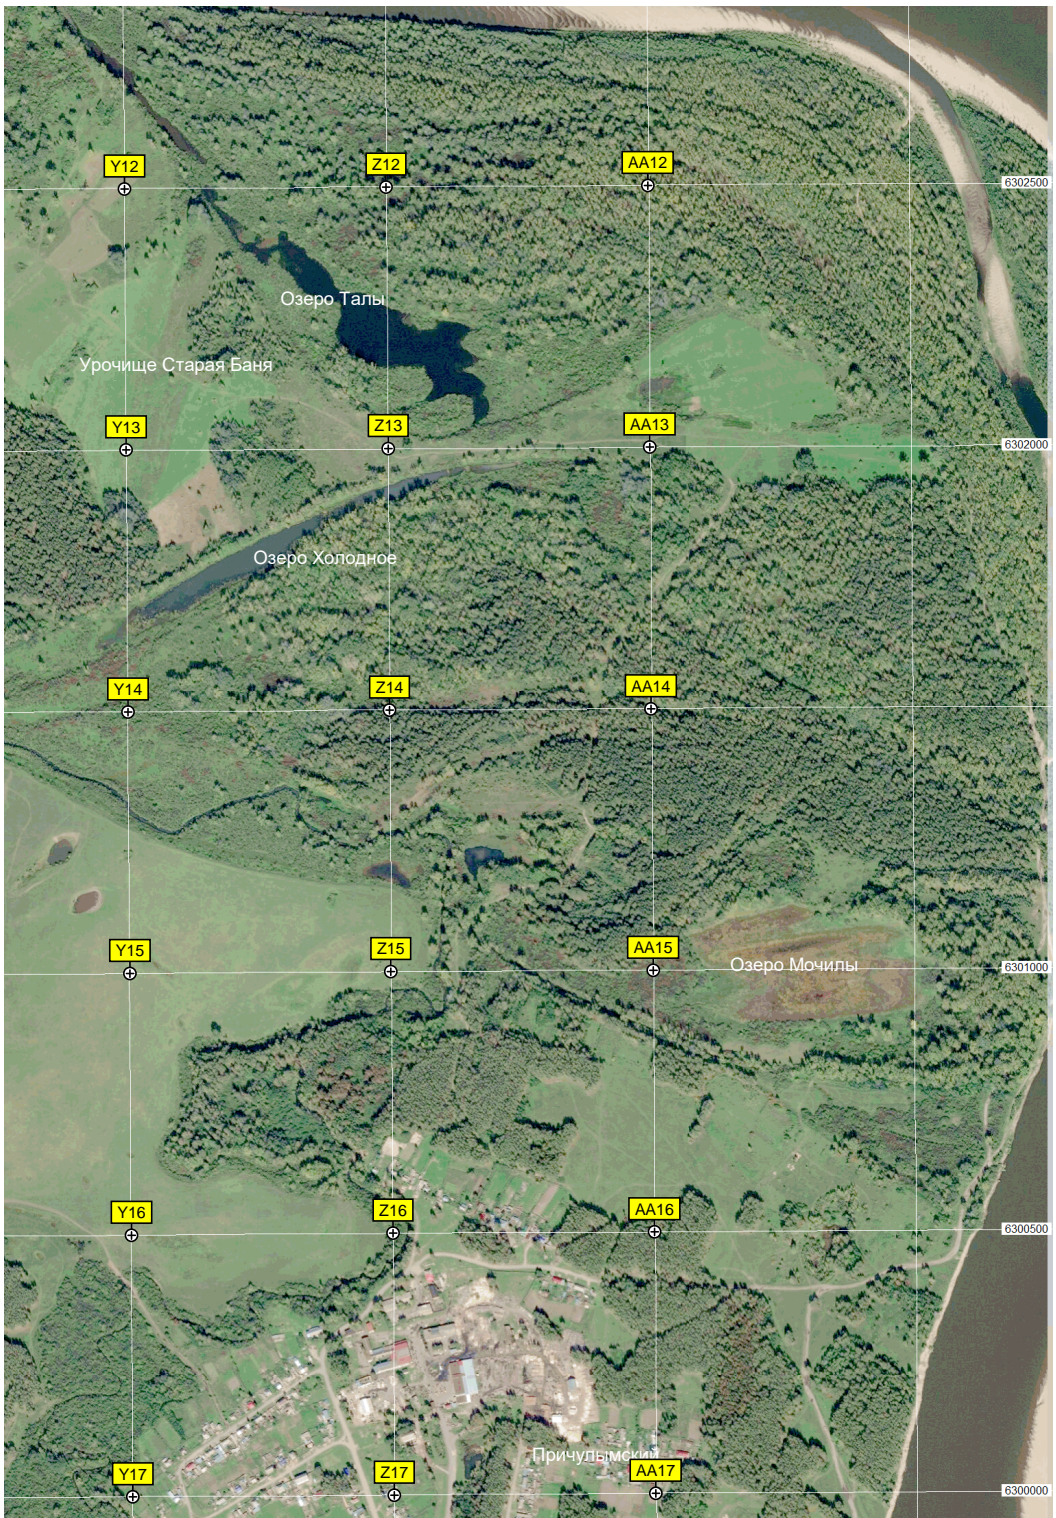 Y12
Z12
AA12
6302500
Озеро Талы
Урочище Старая Баня
Y13
Z13
AA13
6302000
Озеро Холодное
Y14
Z14
AA14
Y15
Z15
AA15
Озеро Мочилы
6301000
Y16
Z16
AA16
6300500
Причулымский
Y17
Z17
AA17
6300000